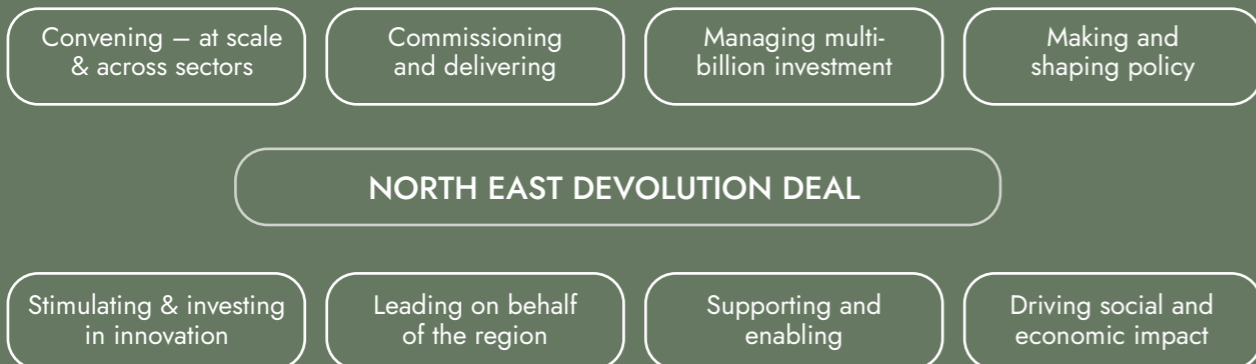 Convening – at scale
& across sectors
Commissioning
and delivering
Managing multi-
billion investment
Making and
shaping policy
NORTH EAST DEVOLUTION DEAL
Stimulating & investing
in innovation
Leading on behalf
of the region
Supporting and
enabling
Driving social and
economic impact